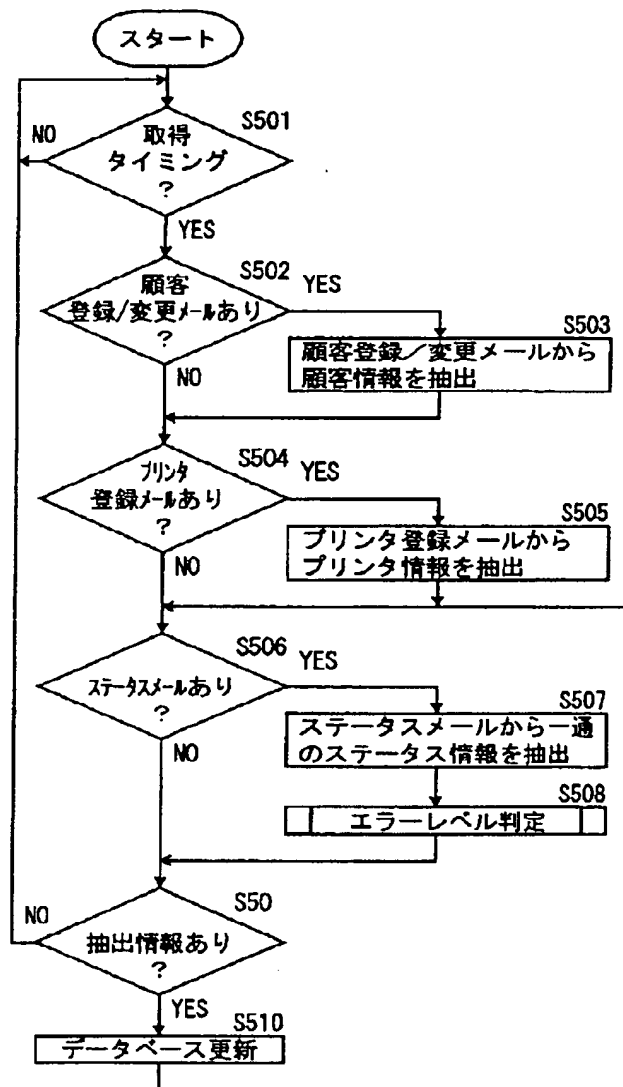 スタート
S501
NO
取得
タイミング
?
YES
S502
YES
顧客
登録/変更メールあり
?
NO
S503
顧客登録/変更メールから
顧客情報を抽出
S504
YES
プリンタ
登録メールあり
?
NO
S505
プリンタ登録メールから
プリンタ情報を抽出
S506
YES
ステータスメールあり
?
NO
S507
ステータスメールから一通
のステータス情報を抽出
S508
エラーレベル判定
S50
NO
抽出情報あり
?
YES
S510
データベース更新